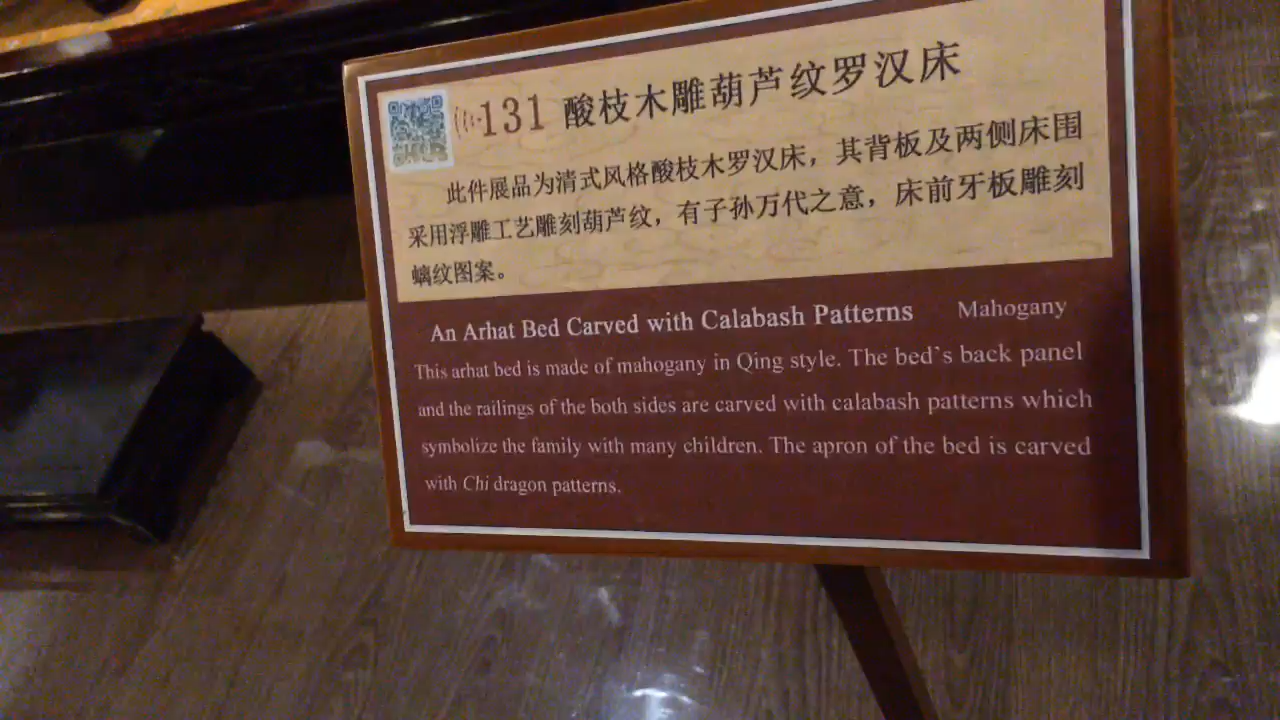 131 酸枝木雕葫芦纹罗汉床
此件展品为清式风格酸枝木罗汉床，其背板及两侧床围
采用浮雕工艺雕刻葫芦纹，有子孙万代之意，床前牙板雕刻
螭纹图案。
An Arhat Bed Carved with Calabash Patterns Mahogany
This arhat bed is made of mahogany in Qing style. The bed's back panel
and the railings of the both sides are carved with calabash patterns which
symbolize the family with many children. The apron of the bed is carved
with Chi dragon patterns.